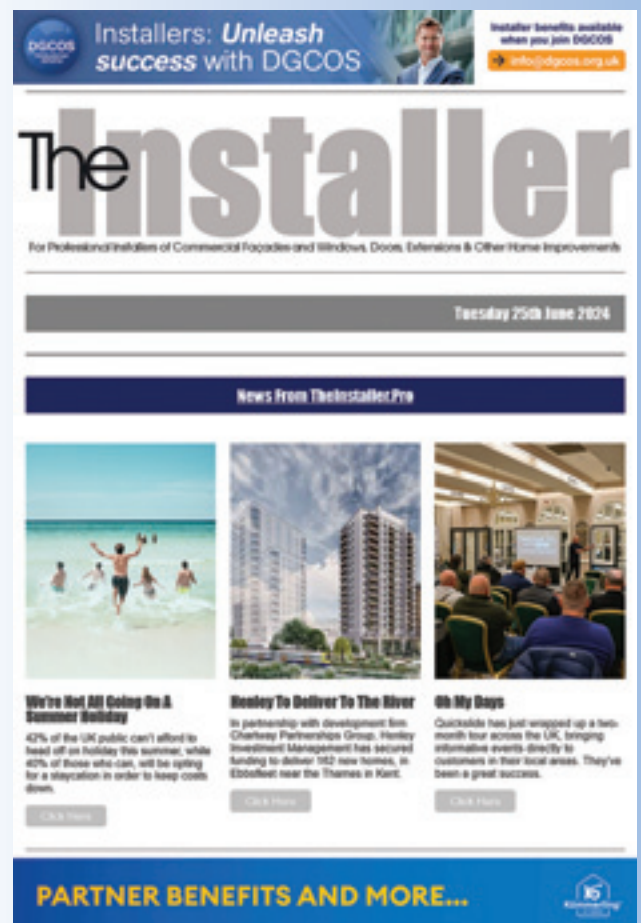 DGCOS
Installers: Unleash
success with DGCOS
Installer benefits available
when you join DGCOS
info@dgcos.org.uk
The Installer
For Professional Installers of Commercial Façades and Windows, Doors, Extensions & Other Home Improvements
Tuesday 25th June 2024
News From TheInstaller.Pro
We're Not All Going On A
Summer Holiday
42% of the UK public can't afford to
head off on holiday this summer, while
40% of those who can, will be opting
for a staycation in order to keep costs
down.
Click Here
Henley To Deliver To The River
In partnership with development firm
Chartway Partnerships Group, Henley
Investment Management has secured
funding to deliver 162 new homes, in
Ebbsfleet near the Thames in Kent.
Click Here
Oh My Days
Quickslide has just wrapped up a two-
month tour across the UK, bringing
informative events directly to
customers in their local areas. They've
been a great success.
Click Here
PARTNER BENEFITS AND MORE...
Kömmerling